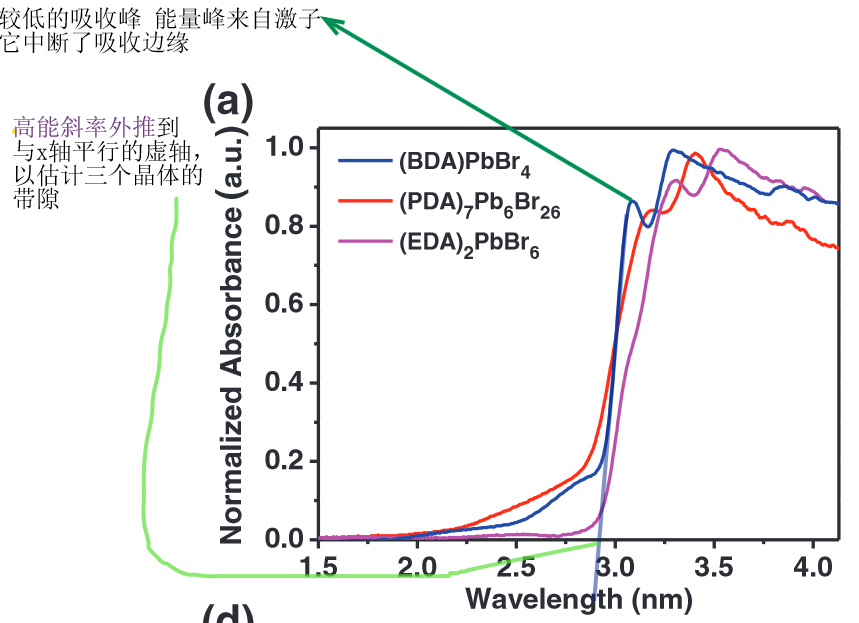 较低的吸收峰 能量峰来自激子
它中断了吸收边缘
(a)
高能斜率外推到
与x轴平行的虚轴，
以估计三个晶体的
带隙
Normalized Absorbance (a.u.)
1.0
0.8
0.6
0.4
0.2
0.0
(BDA)PbBr4
(PDA)7Pb6Br26
(EDA)2PbBr6
1.5 2.0 2.5 3.0 3.5 4.0
Wavelength (nm)
(d)